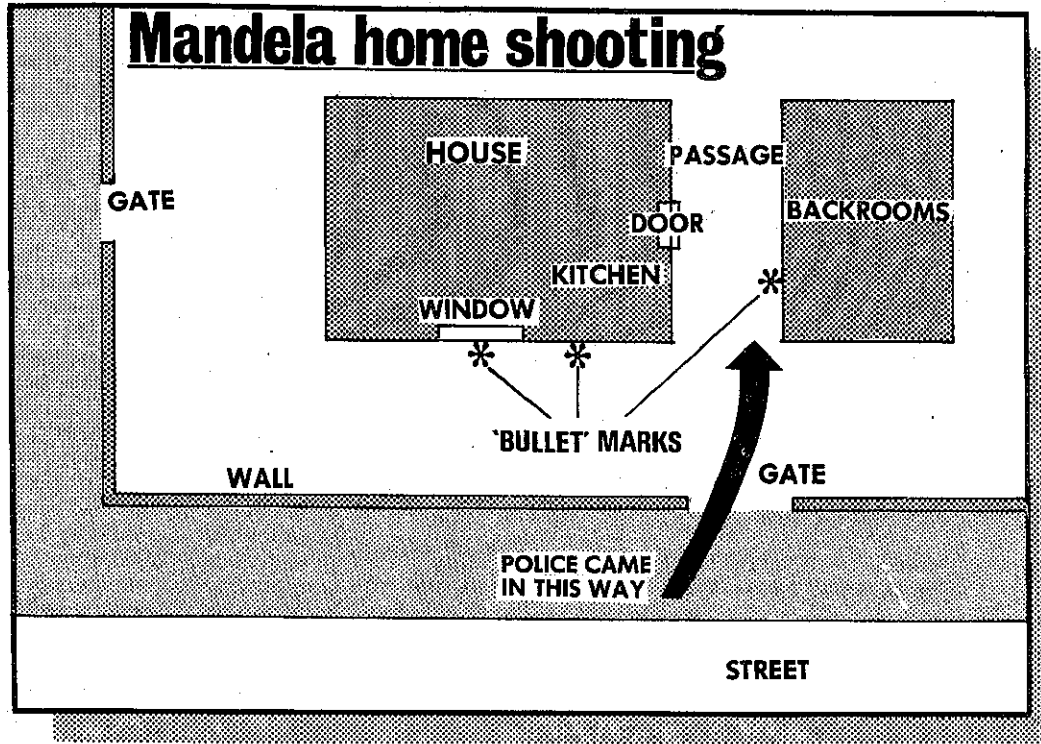 Mandela home shooting
HOUSE
PASSAGE
GATE
BACKROOMS
DOOR
KITCHEN
WINDOW
'BULLET' MARKS
WALL
GATE
POLICE CAME
IN THIS WAY
STREET